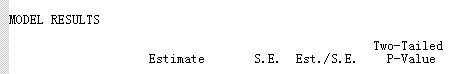 MODEL RESULTS
Two-Tailed
Estimate S.E. Est./S.E. P-Value